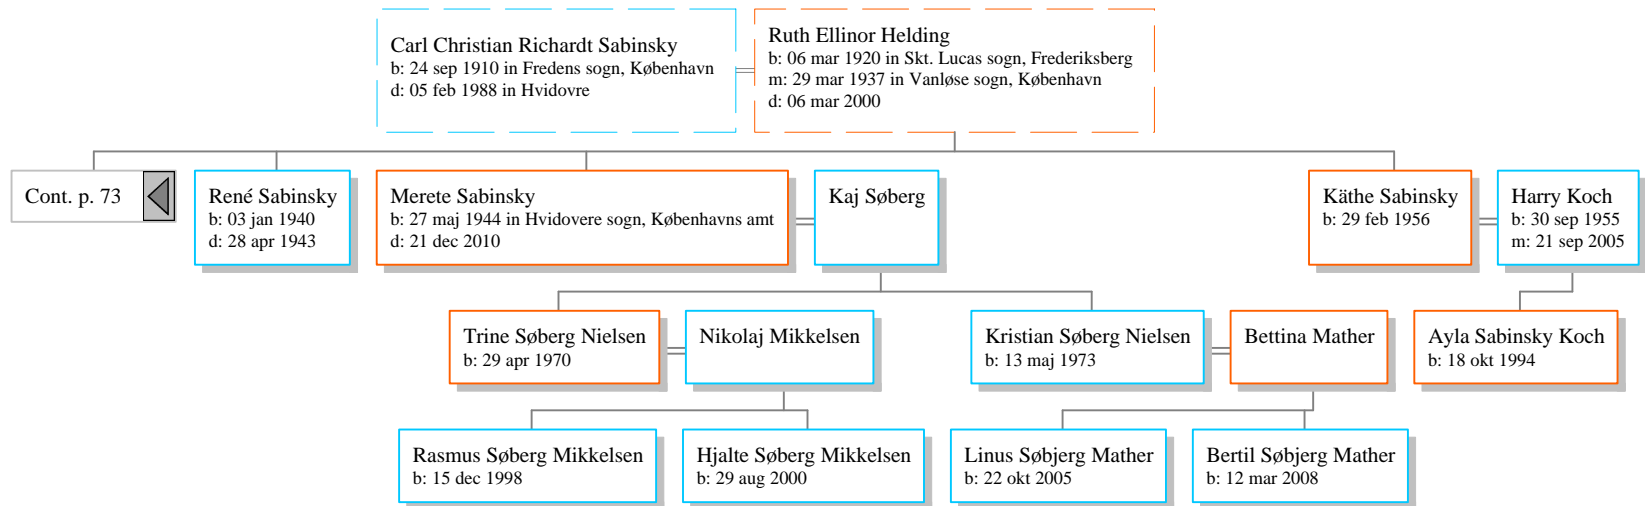 Carl Christian Richardt Sabinsky
b: 24 sep 1910 in Fredens sogn, København
d: 05 feb 1988 in Hvidovre
Ruth Ellinor Helding
b: 06 mar 1920 in Skt. Lucas sogn, Frederiksberg
m: 29 mar 1937 in Vanløse sogn, København
d: 06 mar 2000
Cont. p. 73
René Sabinsky
b: 03 jan 1940
d: 28 apr 1943
Merete Sabinsky
b: 27 maj 1944 in Hvidovere sogn, Københavns amt
d: 21 dec 2010
Kaj Søberg
Käthe Sabinsky
b: 29 feb 1956
Harry Koch
b: 30 sep 1955
m: 21 sep 2005
Trine Søberg Nielsen
b: 29 apr 1970
Nikolaj Mikkelsen
Kristian Søberg Nielsen
b: 13 maj 1973
Bettina Mather
Ayla Sabinsky Koch
b: 18 okt 1994
Rasmus Søberg Mikkelsen
b: 15 dec 1998
Hjalte Søberg Mikkelsen
b: 29 aug 2000
Linus Søbjerg Mather
b: 22 okt 2005
Bertil Søbjerg Mather
b: 12 mar 2008